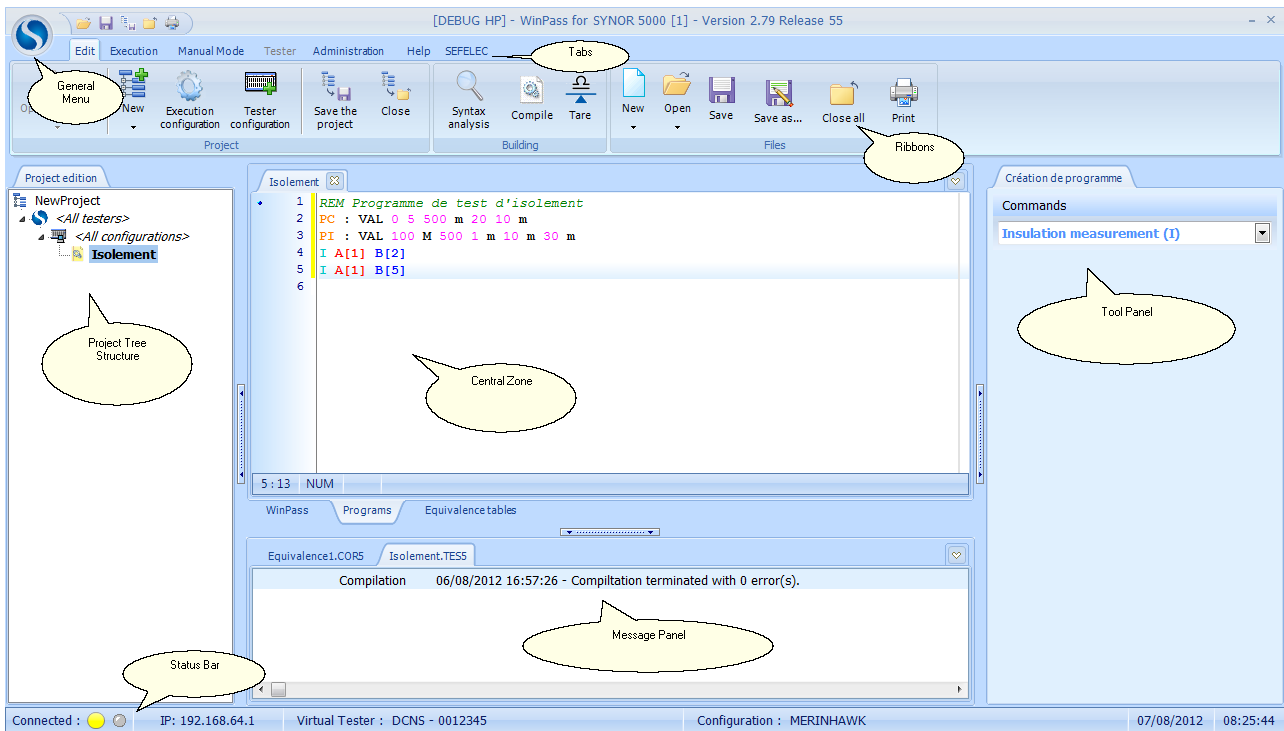 [DEBUG HP] - WinPass for SYNOR 5000 [1] - Version 2.79 Release 55
Edit Execution Manual Mode Tester Administration Help SEFELEC
Tabs
General Menu
New
Execution configuration
Tester configuration
Save the project
Close
Project
Syntax analysis
Compile
Tare
Building
New
Open
Save
Save as...
Close all
Print
Files
Ribbons
Project edition
NewProject
<All testers>
<All configurations>
Isolement
Project Tree
Structure
Isolement
1 REM Programme de test d'isolement
2 PC : VAL 0 5 500 m 20 10 m
3 PI : VAL 100 M 500 1 m 10 m 30 m
4 I A[1] B[2]
5 I A[1] B[5]
6
Central Zone
5 : 13 NUM
WinPass Programs Equivalence tables
Création de programme
Commands
Insulation measurement (I)
Tool Panel
Equivalence1.COR5 Isolement.TES5
Compilation 06/08/2012 16:57:26 - Compiltation terminated with 0 error(s).
Message Panel
Status Bar
Connected : IP: 192.168.64.1 Virtual Tester : DCNS - 0012345 Configuration : MERINHAWK 07/08/2012 08:25:44